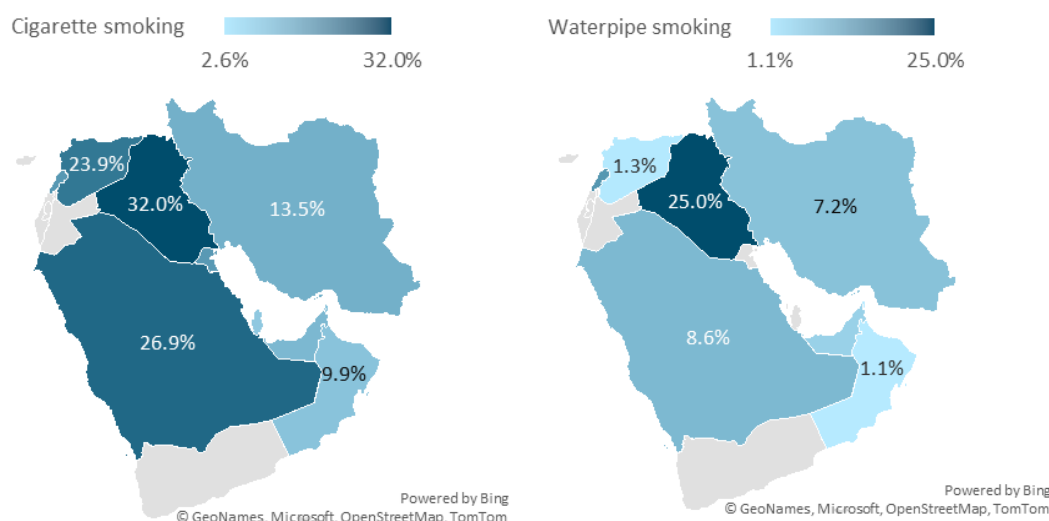 Cigarette smoking
2.6% 32.0%
23.9%
32.0%
13.5%
26.9%
9.9%
Powered by Bing
© GeoNames, Microsoft, OpenStreetMap, TomTom
Waterpipe smoking
1.1% 25.0%
1.3%
25.0%
7.2%
8.6%
1.1%
Powered by Bing
© GeoNames, Microsoft, OpenStreetMap, TomTom